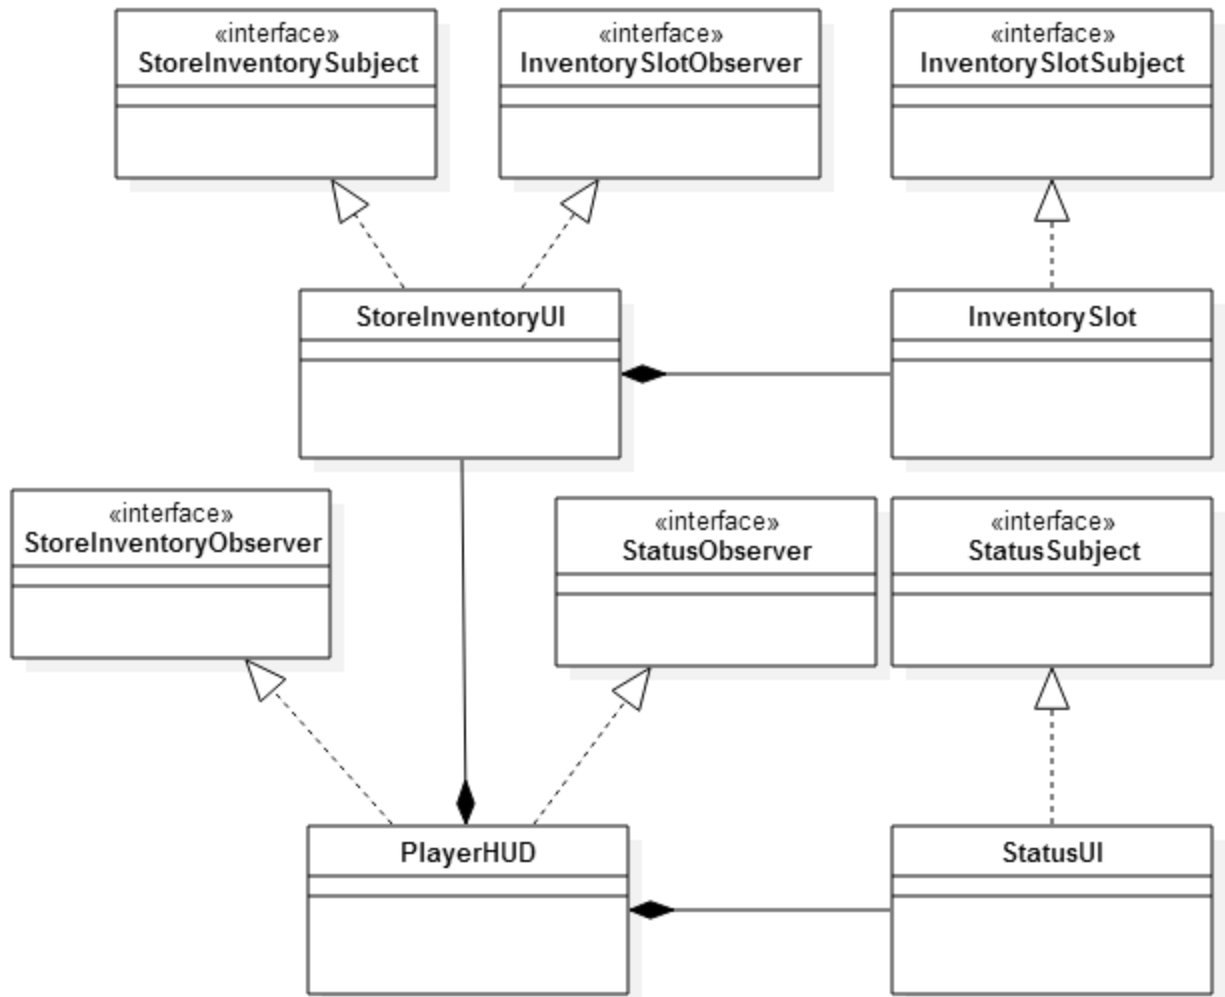 «interface»
StoreInventorySubject
«interface»
InventorySlotObserver
«interface»
InventorySlotSubject
StoreInventoryUI
InventorySlot
«interface»
StoreInventoryObserver
«interface»
StatusObserver
«interface»
StatusSubject
PlayerHUD
StatusUI